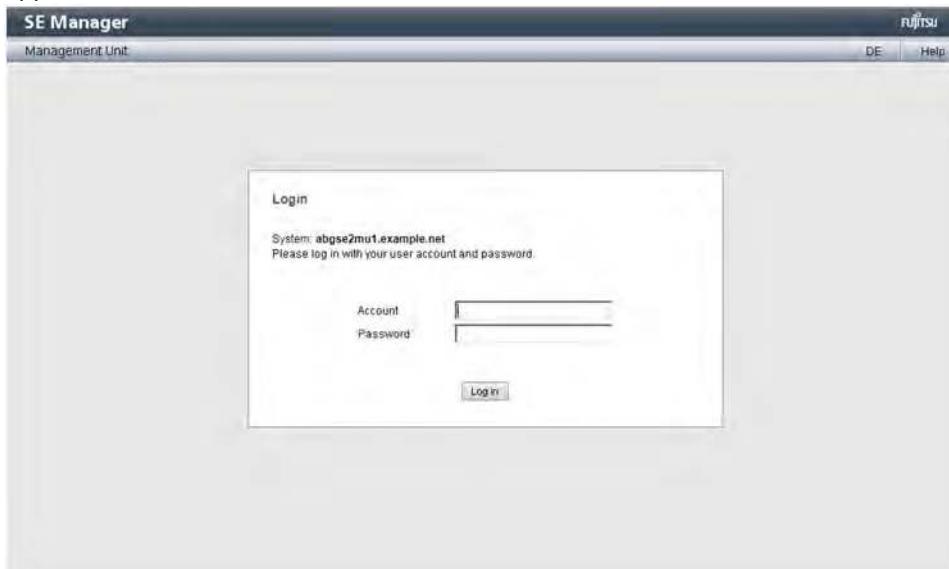 SE Manager
FUJITSU
Management Unit
DE
Help
Login
System: abgse2mu1.example.net
Please log in with your user account and password.
Account
Password
Log in